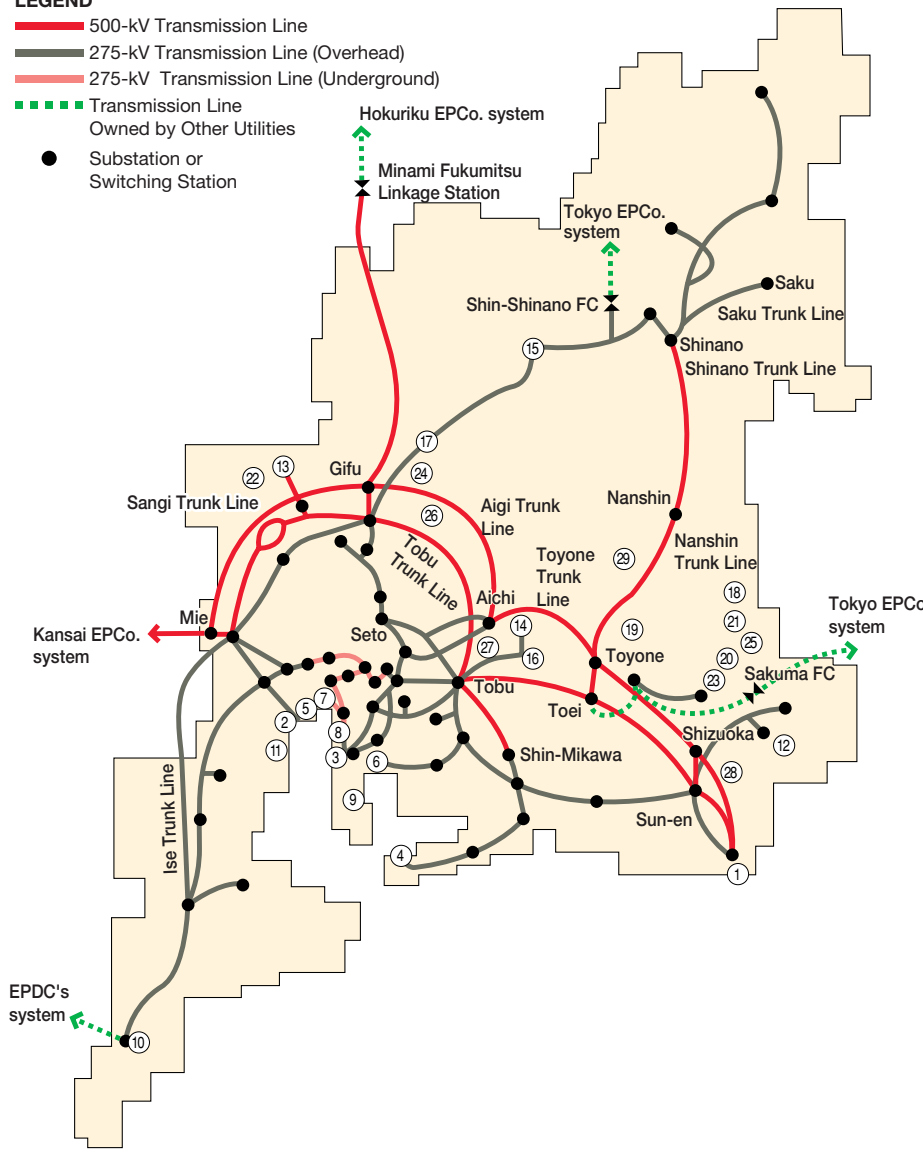 LEGEND
500-kV Transmission Line
275-kV Transmission Line (Overhead)
275-kV Transmission Line (Underground)
Transmission Line
Owned by Other Utilities
Substation or
Switching Station
Hokuriku EPCo. system
Minami Fukumitsu
Linkage Station
Tokyo EPCo.
system
Shin-Shinano FC
Saku
Saku Trunk Line
Shinano
Shinano Trunk Line
15
17
13
22
Gifu
24
Sangi Trunk Line
26
Aigi Trunk
Line
Nanshin
Nanshin
Trunk Line
Tobu
Trunk Line
Toyone
Trunk
Line
29
18
Aichi
14
19
21
25
Tokyo EPCo.
system
Mie
Kansai EPCo.
system
Seto
27
16
20
23
Toyone
Sakuma FC
Tobu
Toei
7
5
2
8
11
3
6
Shizuoka
12
Shin-Mikawa
28
9
Sun-en
Ise Trunk Line
4
1
EPDC's
system
10